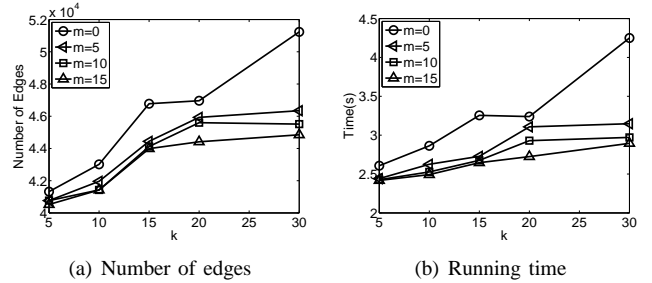 5.2 x 10⁴
5
4.8
4.6
4.4
4.2
4
Number of Edges
m=0
m=5
m=10
m=15
5 10 15 20 25 30
k
(a) Number of edges
4.5
4
3.5
3
2.5
2
Time(s)
m=0
m=5
m=10
m=15
5 10 15 20 25 30
k
(b) Running time